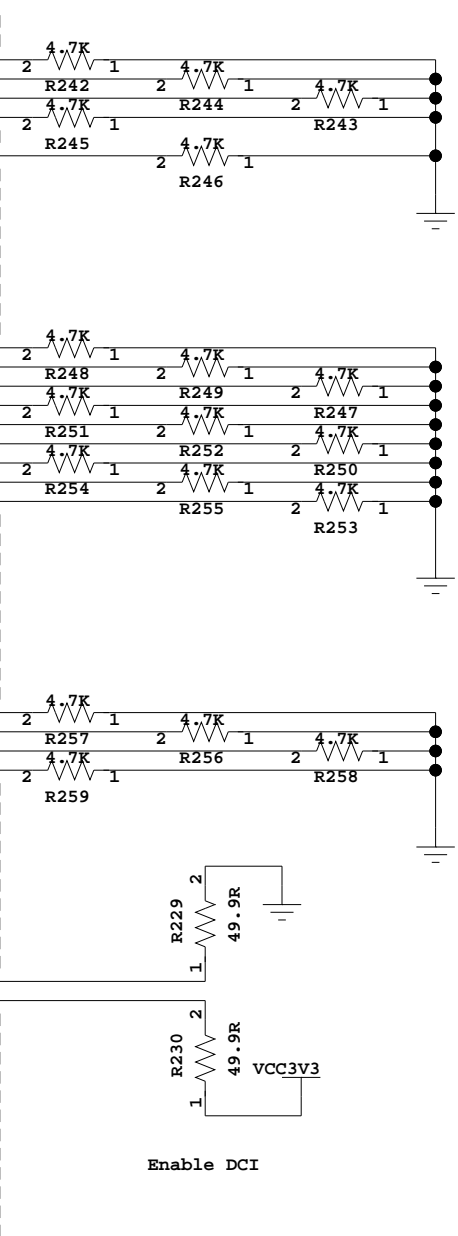 4.7K
2 1
R242
4.7K
2 1
R244
4.7K
2 1
R243
4.7K
2 1
R245
4.7K
2 1
R246
4.7K
2 1
R248
4.7K
2 1
R249
4.7K
2 1
R247
4.7K
2 1
R251
4.7K
2 1
R252
4.7K
2 1
R250
4.7K
2 1
R254
4.7K
2 1
R255
4.7K
2 1
R253
4.7K
2 1
R257
4.7K
2 1
R256
4.7K
2 1
R258
4.7K
2 1
R259
2
R229
49.9R
1
2
R230
49.9R
VCC3V3
1
Enable DCI